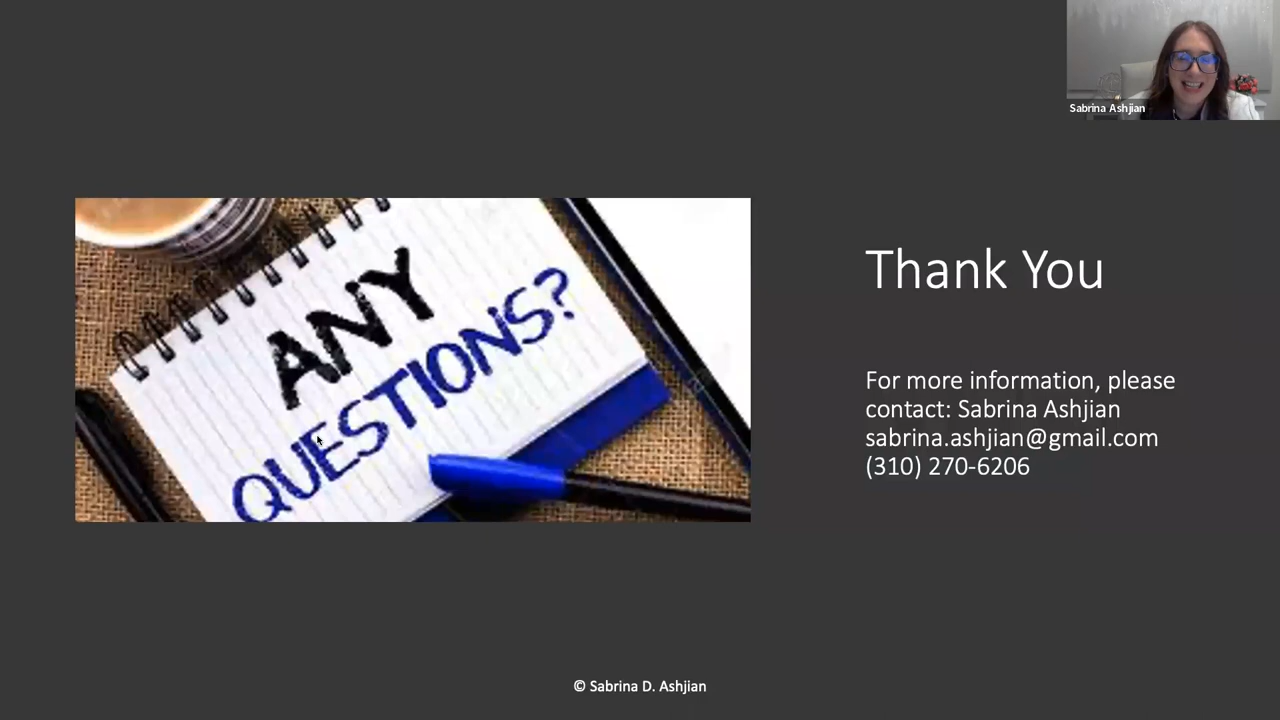 Sabrina Ashjian
ANY
QUESTIONS?
Thank You
For more information, please
contact: Sabrina Ashjian
sabrina.ashjian@gmail.com
(310) 270-6206
© Sabrina D. Ashjian